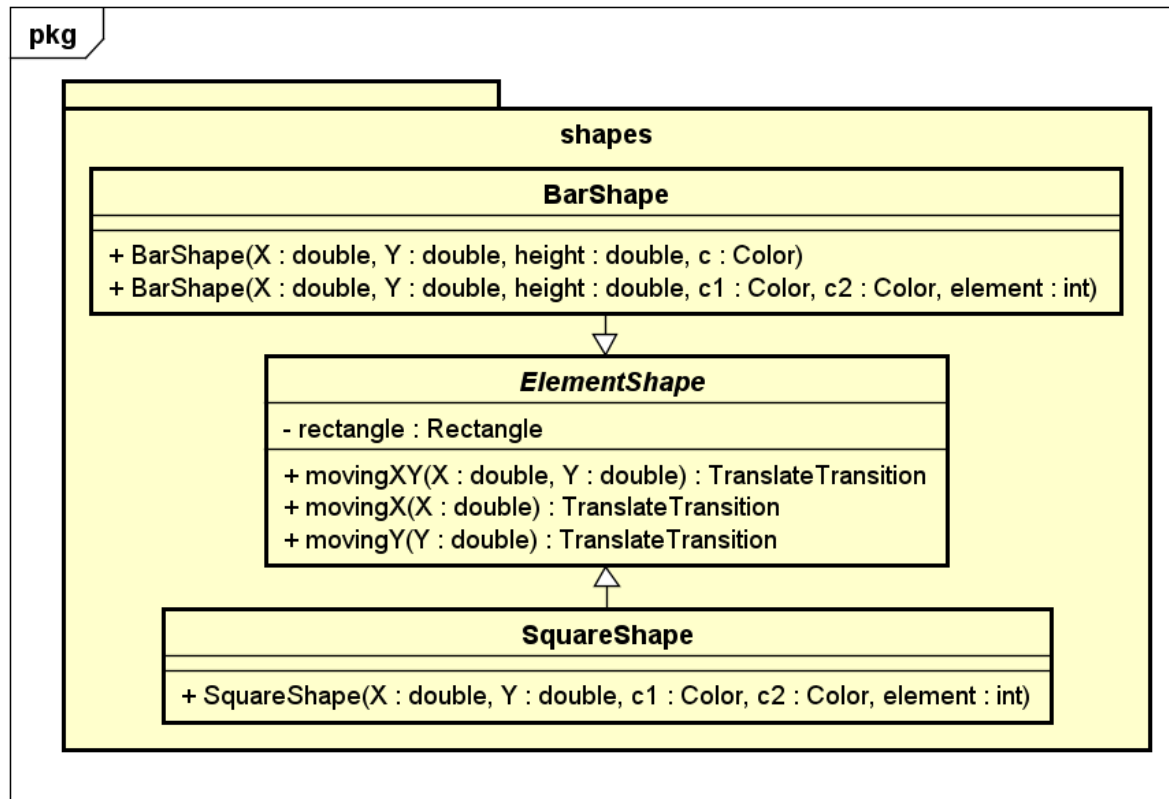 pkg
shapes
BarShape
+ BarShape(X : double, Y : double, height : double, c : Color)
+ BarShape(X : double, Y : double, height : double, c1 : Color, c2 : Color, element : int)
ElementShape
- rectangle : Rectangle
+ movingXY(X : double, Y : double) : TranslateTransition
+ movingX(X : double) : TranslateTransition
+ movingY(Y : double) : TranslateTransition
SquareShape
+ SquareShape(X : double, Y : double, c1 : Color, c2 : Color, element : int)